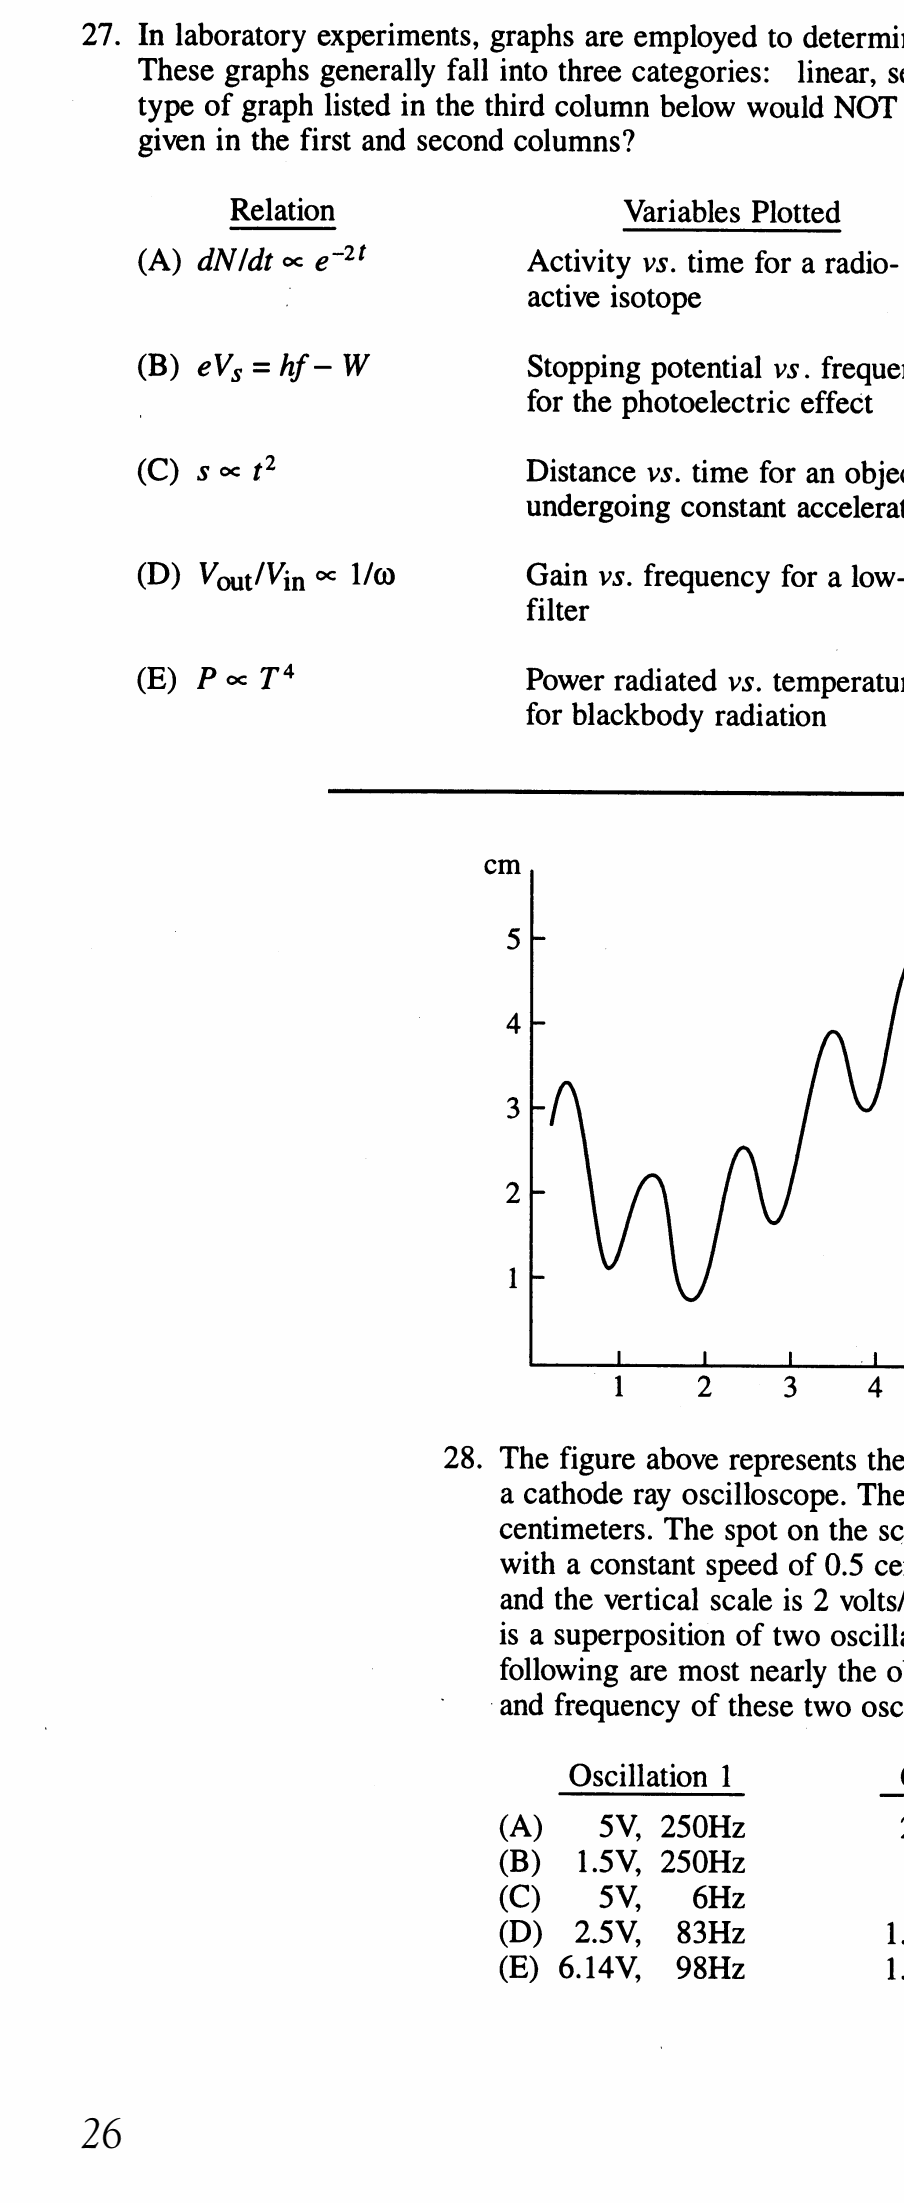 27. In laboratory experiments, graphs are employed to
These graphs generally fall into three categories: linear,
type of graph listed in the third column below would NOT
given in the first and second columns?
Relation Variables Plotted
(A) dN/dt ∝ e⁻²ᵗ Activity vs. time for a radio-
active isotope
(B) eVₛ = hf – W Stopping potential vs.
for the photoelectric effect
(C) s ∝ t² Distance vs. time for an
undergoing constant
(D) Vout/Vin ∝ 1/ω Gain vs. frequency for a low-
filter
(E) P ∝ T⁴ Power radiated vs.
for blackbody radiation
cm
5
4
3
2
1
1 2 3 4
28. The figure above represents the
a cathode ray oscilloscope. The
centimeters. The spot on the
with a constant speed of 0.5
and the vertical scale is 2 volts/
is a superposition of two
following are most nearly the
and frequency of these two
Oscillation 1
(A) 5V, 250Hz
(B) 1.5V, 250Hz
(C) 5V, 6Hz
(D) 2.5V, 83Hz 1.
(E) 6.14V, 98Hz 1.
26